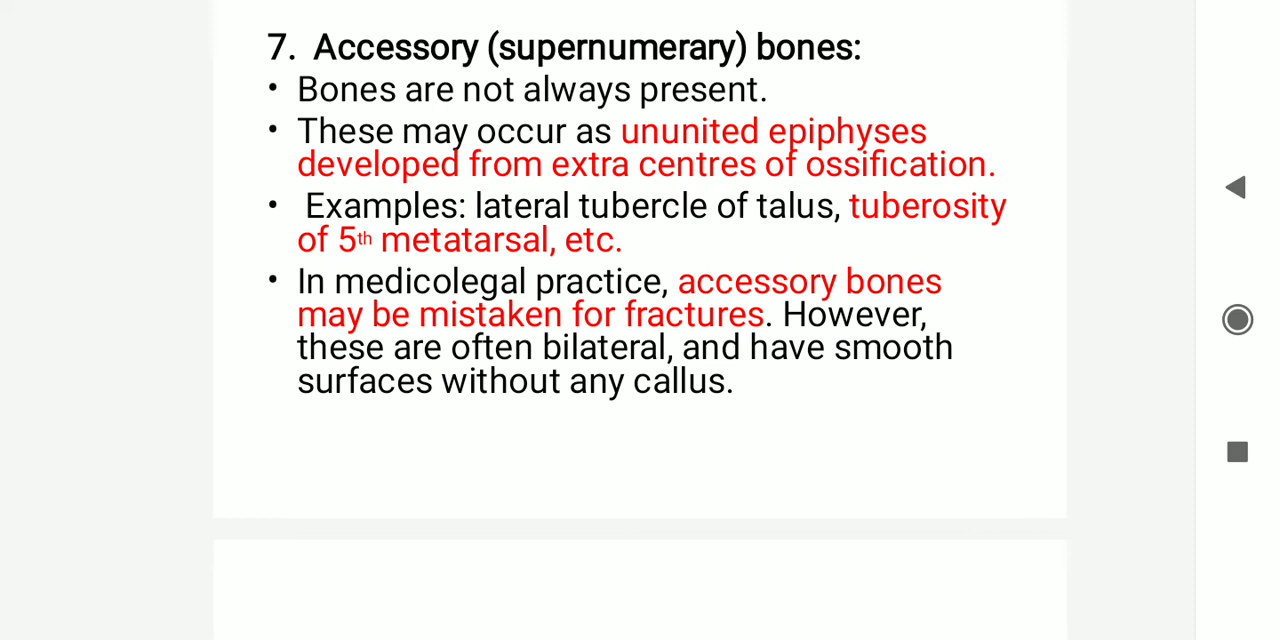 7. Accessory (supernumerary) bones:
• Bones are not always present.
• These may occur as ununited epiphyses
developed from extra centres of ossification.
• Examples: lateral tubercle of talus, tuberosity
of 5th metatarsal, etc.
• In medicolegal practice, accessory bones
may be mistaken for fractures. However,
these are often bilateral, and have smooth
surfaces without any callus.